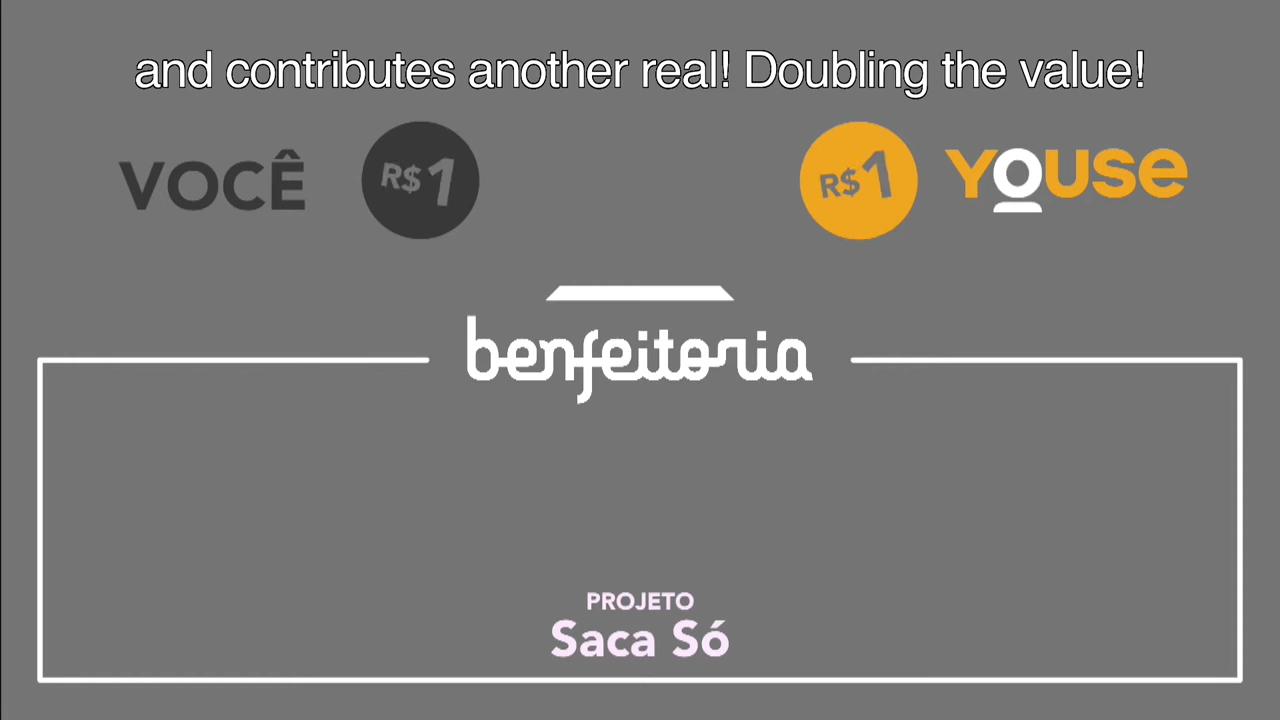 and contributes another real! Doubling the value!
VOCÊ R$1 R$1 YOUSE
benfeitoria
PROJETO
Saca Só